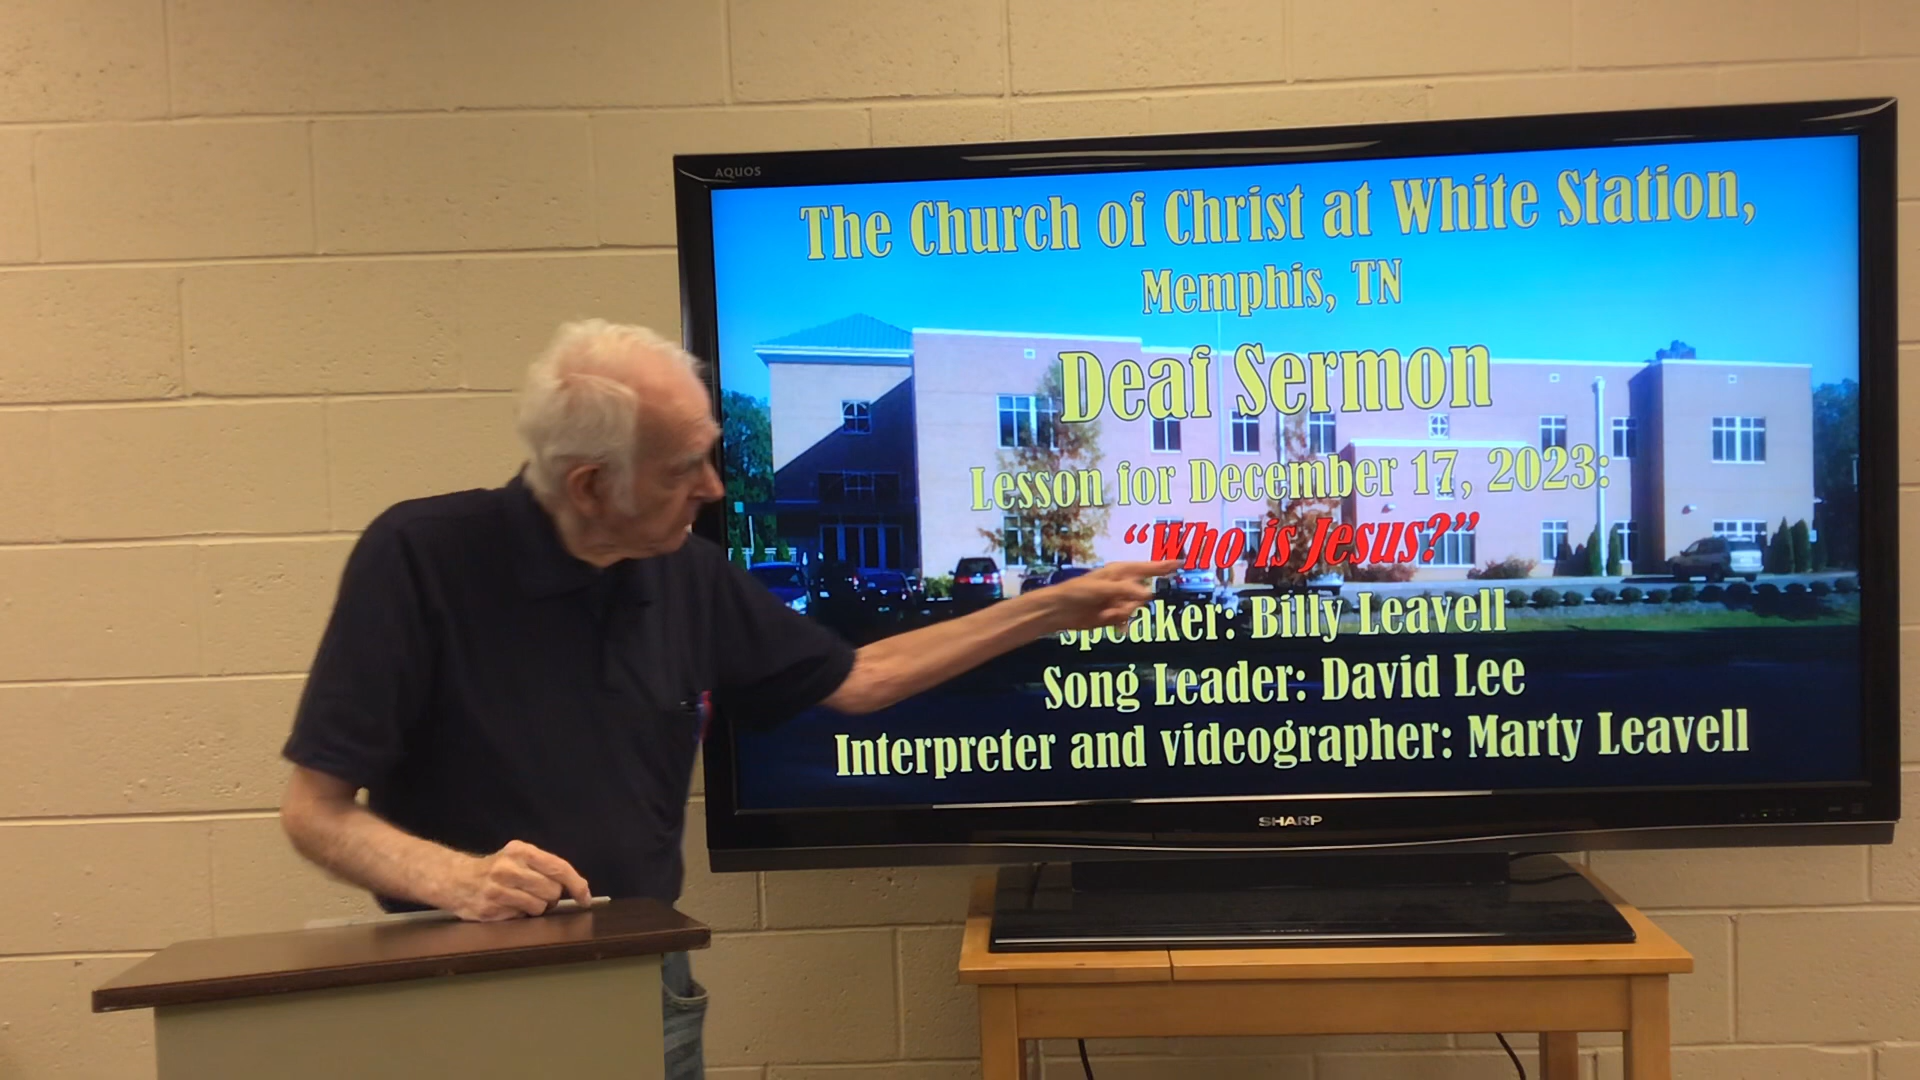 AQUOS
The Church of Christ at White Station,
Memphis, TN
Deaf Sermon
Lesson for December 17, 2023:
“Who is Jesus?”
Speaker: Billy Leavell
Song Leader: David Lee
Interpreter and videographer: Marty Leavell
SHARP